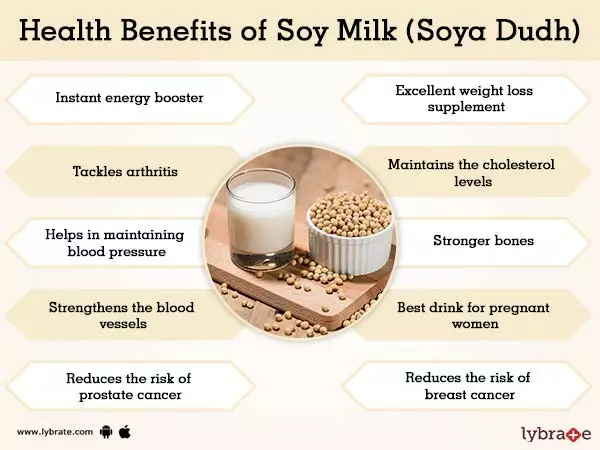 Health Benefits of Soy Milk (Soya Dudh)
Instant energy booster
Excellent weight loss
supplement
Tackles arthritis
Maintains the cholesterol
levels
Helps in maintaining
blood pressure
Stronger bones
Strengthens the blood
vessels
Best drink for pregnant
women
Reduces the risk of
prostate cancer
Reduces the risk of
breast cancer
www.lybrate.com
lybrate